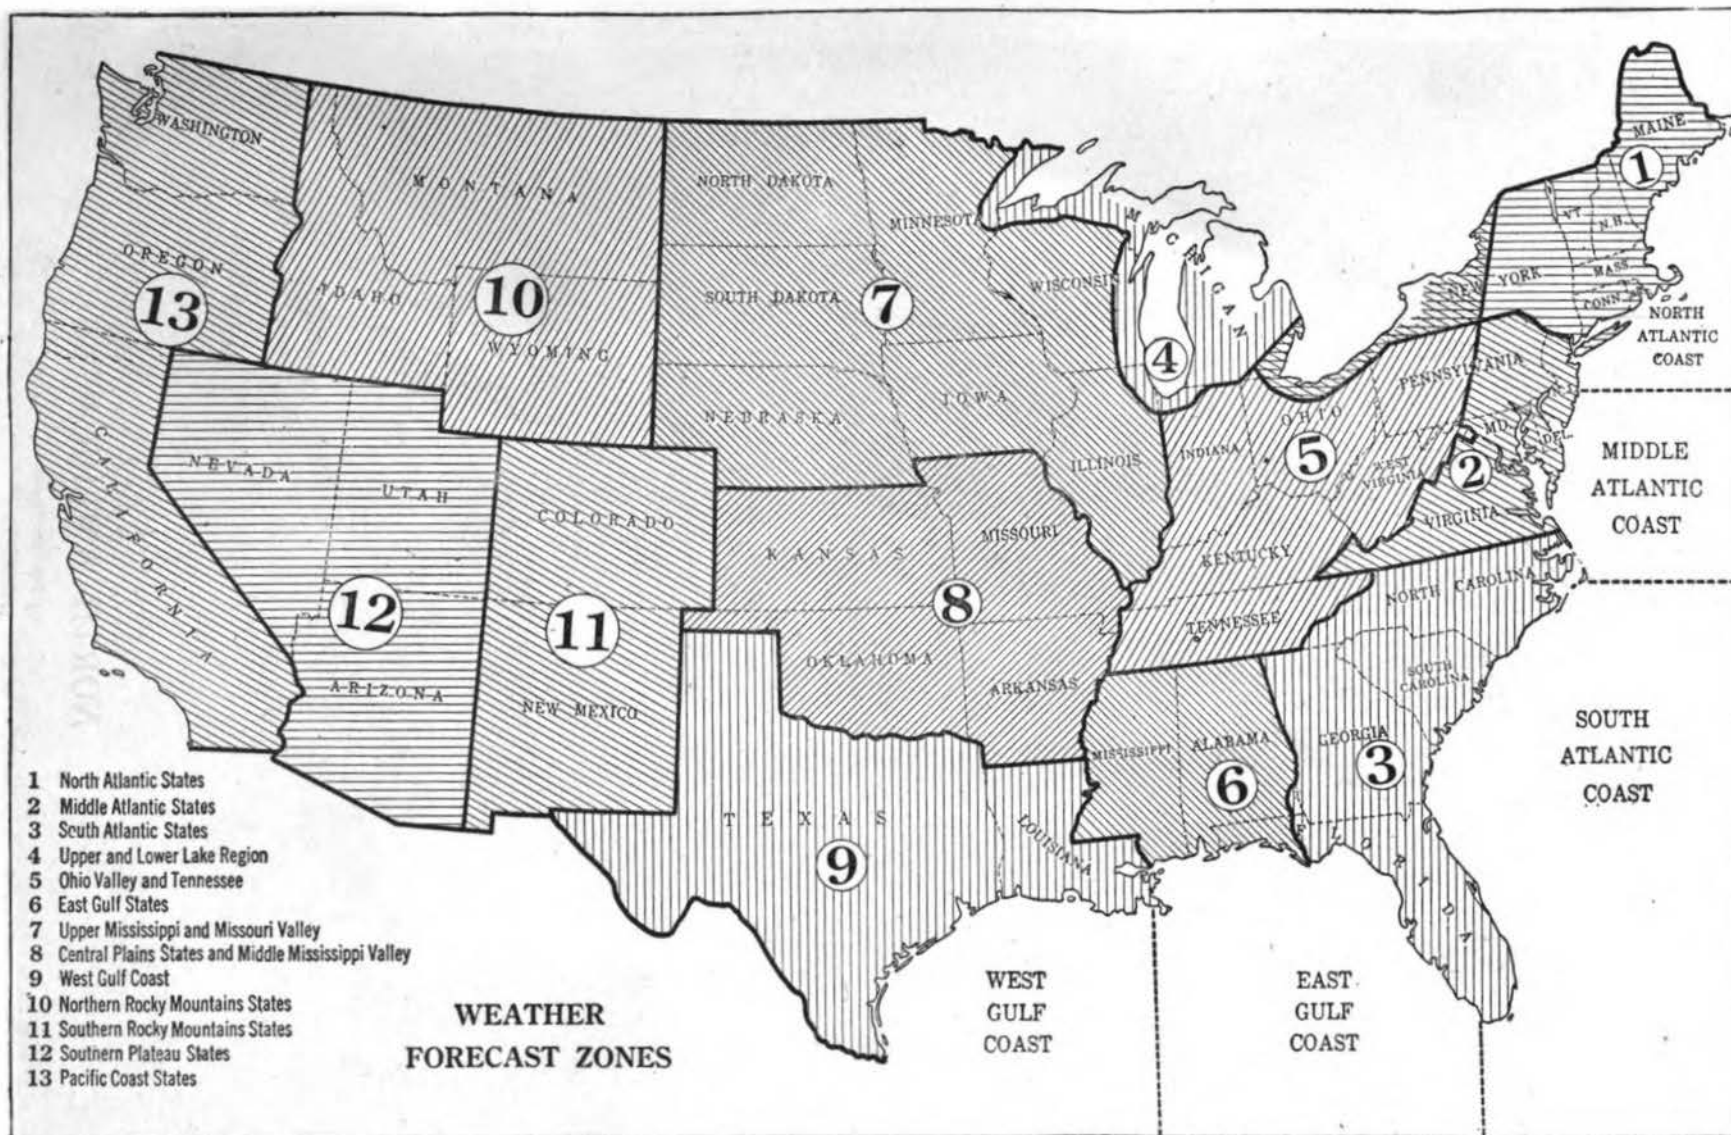 WASHINGTON
MONTANA
NORTH DAKOTA
MINNESOTA
MAINE
1
OREGON
IDAHO
13
10
WYOMING
SOUTH DAKOTA
7
WISCONSIN
MICHIGAN
4
NEW YORK
VT.
N.H.
MASS.
CONN.
NORTH
ATLANTIC
COAST
NEBRASKA
IOWA
ILLINOIS
INDIANA
OHIO
5
PENNSYLVANIA
WEST
VIRGINIA
MD.
DEL.
2
VIRGINIA
MIDDLE
ATLANTIC
COAST
CALIFORNIA
NEVADA
UTAH
12
ARIZONA
COLORADO
11
NEW MEXICO
KANSAS
MISSOURI
8
OKLAHOMA
ARKANSAS
KENTUCKY
TENNESSEE
NORTH CAROLINA
SOUTH
CAROLINA
MISSISSIPPI
ALABAMA
6
GEORGIA
3
SOUTH
ATLANTIC
COAST
TEXAS
9
LOUISIANA
FLORIDA
WEST
GULF
COAST
EAST
GULF
COAST
1 North Atlantic States
2 Middle Atlantic States
3 South Atlantic States
4 Upper and Lower Lake Region
5 Ohio Valley and Tennessee
6 East Gulf States
7 Upper Mississippi and Missouri Valley
8 Central Plains States and Middle Mississippi Valley
9 West Gulf Coast
10 Northern Rocky Mountains States
11 Southern Rocky Mountains States
12 Southern Plateau States
13 Pacific Coast States
WEATHER
FORECAST ZONES